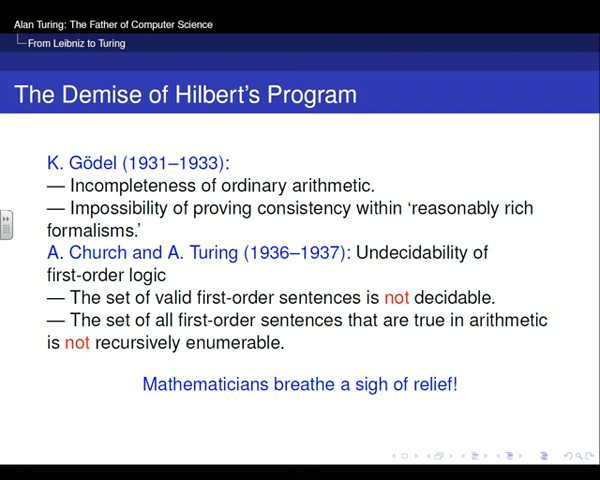 Alan Turing: The Father of Computer Science
From Leibniz to Turing
The Demise of Hilbert's Program
K. Gödel (1931–1933):
— Incompleteness of ordinary arithmetic.
— Impossibility of proving consistency within ‘reasonably rich
formalisms.’
A. Church and A. Turing (1936–1937): Undecidability of
first-order logic
— The set of valid first-order sentences is not decidable.
— The set of all first-order sentences that are true in arithmetic
is not recursively enumerable.
Mathematicians breathe a sigh of relief!